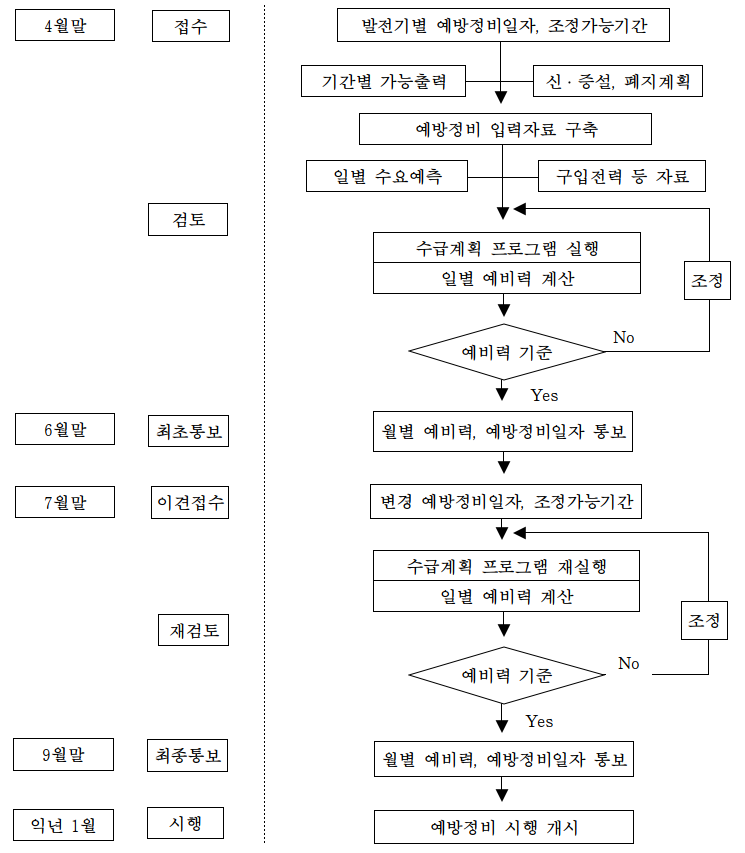 4월말 접수 발전기별 예방정비일자, 조정가능기간
기간별 가능출력 신·증설, 폐지계획
예방정비 입력자료 구축
일별 수요예측 구입전력 등 자료
검토
수급계획 프로그램 실행
일별 예비력 계산
조정
No
예비력 기준
Yes
6월말 최초통보 월별 예비력, 예방정비일자 통보
7월말 이견접수 변경 예방정비일자, 조정가능기간
수급계획 프로그램 재실행
일별 예비력 계산
조정
재검토
No
예비력 기준
Yes
9월말 최종통보 월별 예비력, 예방정비일자 통보
익년 1월 시행 예방정비 시행 개시